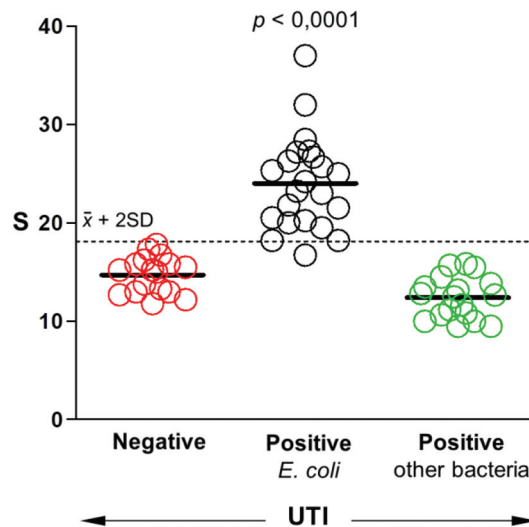 40
p < 0,0001
30
S
x̄ + 2SD
20
10
0
Negative
Positive
E. coli
Positive
other bacteria
UTI